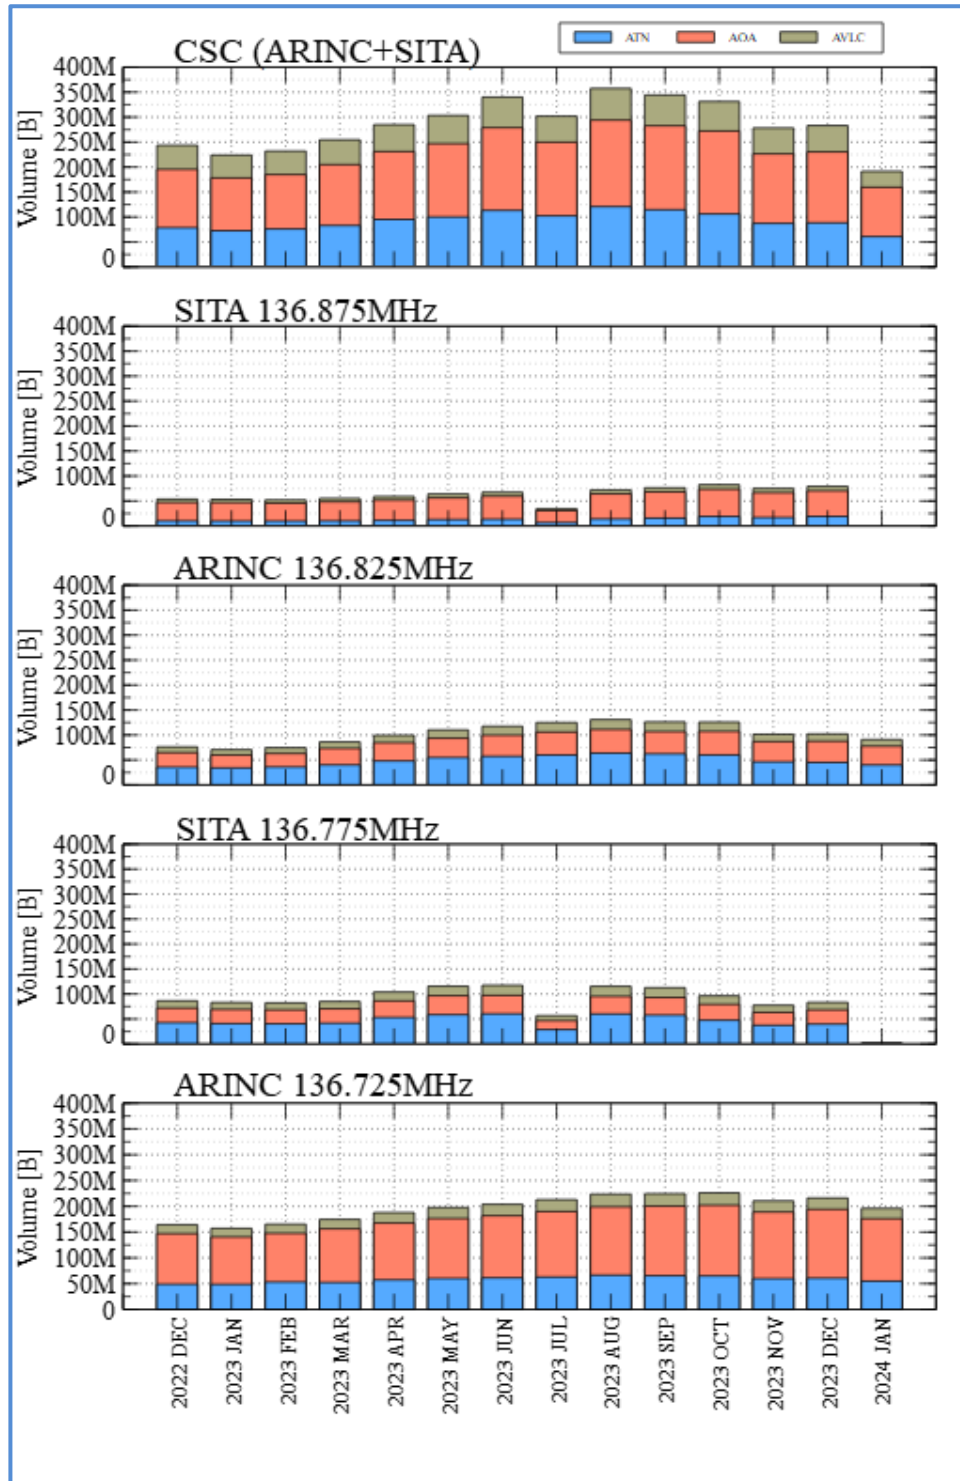 ATN AOA AVLC
CSC (ARINC+SITA)
Volume [B]
400M
350M
300M
250M
200M
150M
100M
0
SITA 136.875MHz
Volume [B]
400M
350M
300M
250M
200M
150M
100M
0
ARINC 136.825MHz
Volume [B]
400M
350M
300M
250M
200M
150M
100M
0
SITA 136.775MHz
Volume [B]
400M
350M
300M
250M
200M
150M
100M
0
ARINC 136.725MHz
Volume [B]
400M
350M
300M
250M
200M
150M
100M
50M
0
2022 DEC
2023 JAN
2023 FEB
2023 MAR
2023 APR
2023 MAY
2023 JUN
2023 JUL
2023 AUG
2023 SEP
2023 OCT
2023 NOV
2023 DEC
2024 JAN